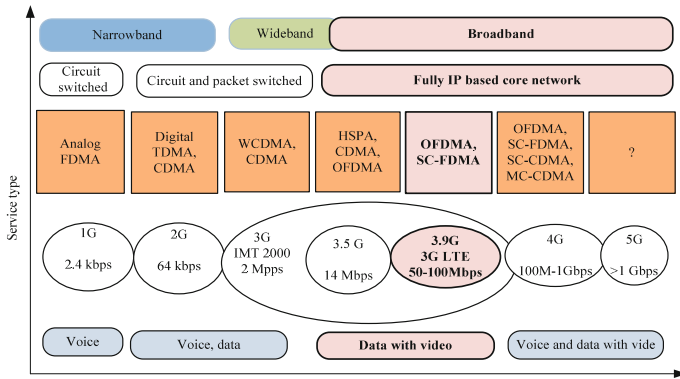 Narrowband
Wideband
Broadband
Circuit
switched
Circuit and packet switched
Fully IP based core network
Analog
FDMA
Digital
TDMA,
CDMA
WCDMA,
CDMA
HSPA,
CDMA,
OFDMA
OFDMA,
SC-FDMA
OFDMA,
SC-FDMA,
SC-CDMA,
MC-CDMA
?
Service type
1G
2.4 kbps
2G
64 kbps
3G
IMT 2000
2 Mpps
3.5 G
14 Mbps
3.9G
3G LTE
50-100Mbps
4G
100M-1Gbps
5G
>1 Gbps
Voice
Voice, data
Data with video
Voice and data with vide